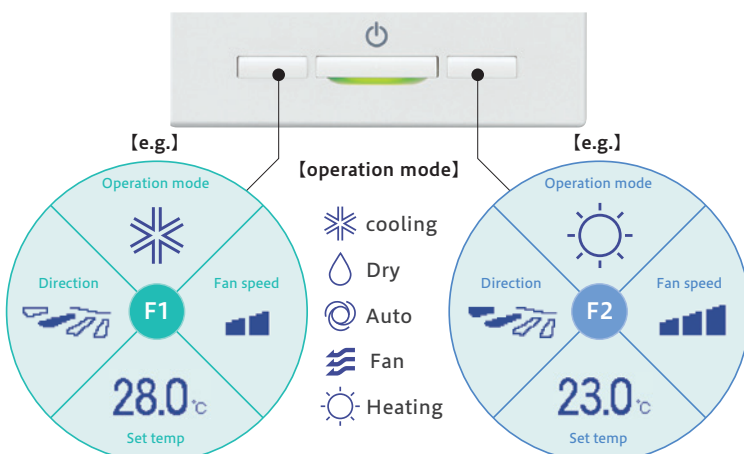 【e.g.】
【e.g.】
【operation mode】
Operation mode
Direction
Fan speed
F1
28.0℃
Set temp
cooling
Dry
Auto
Fan
Heating
Operation mode
Direction
Fan speed
F2
23.0℃
Set temp